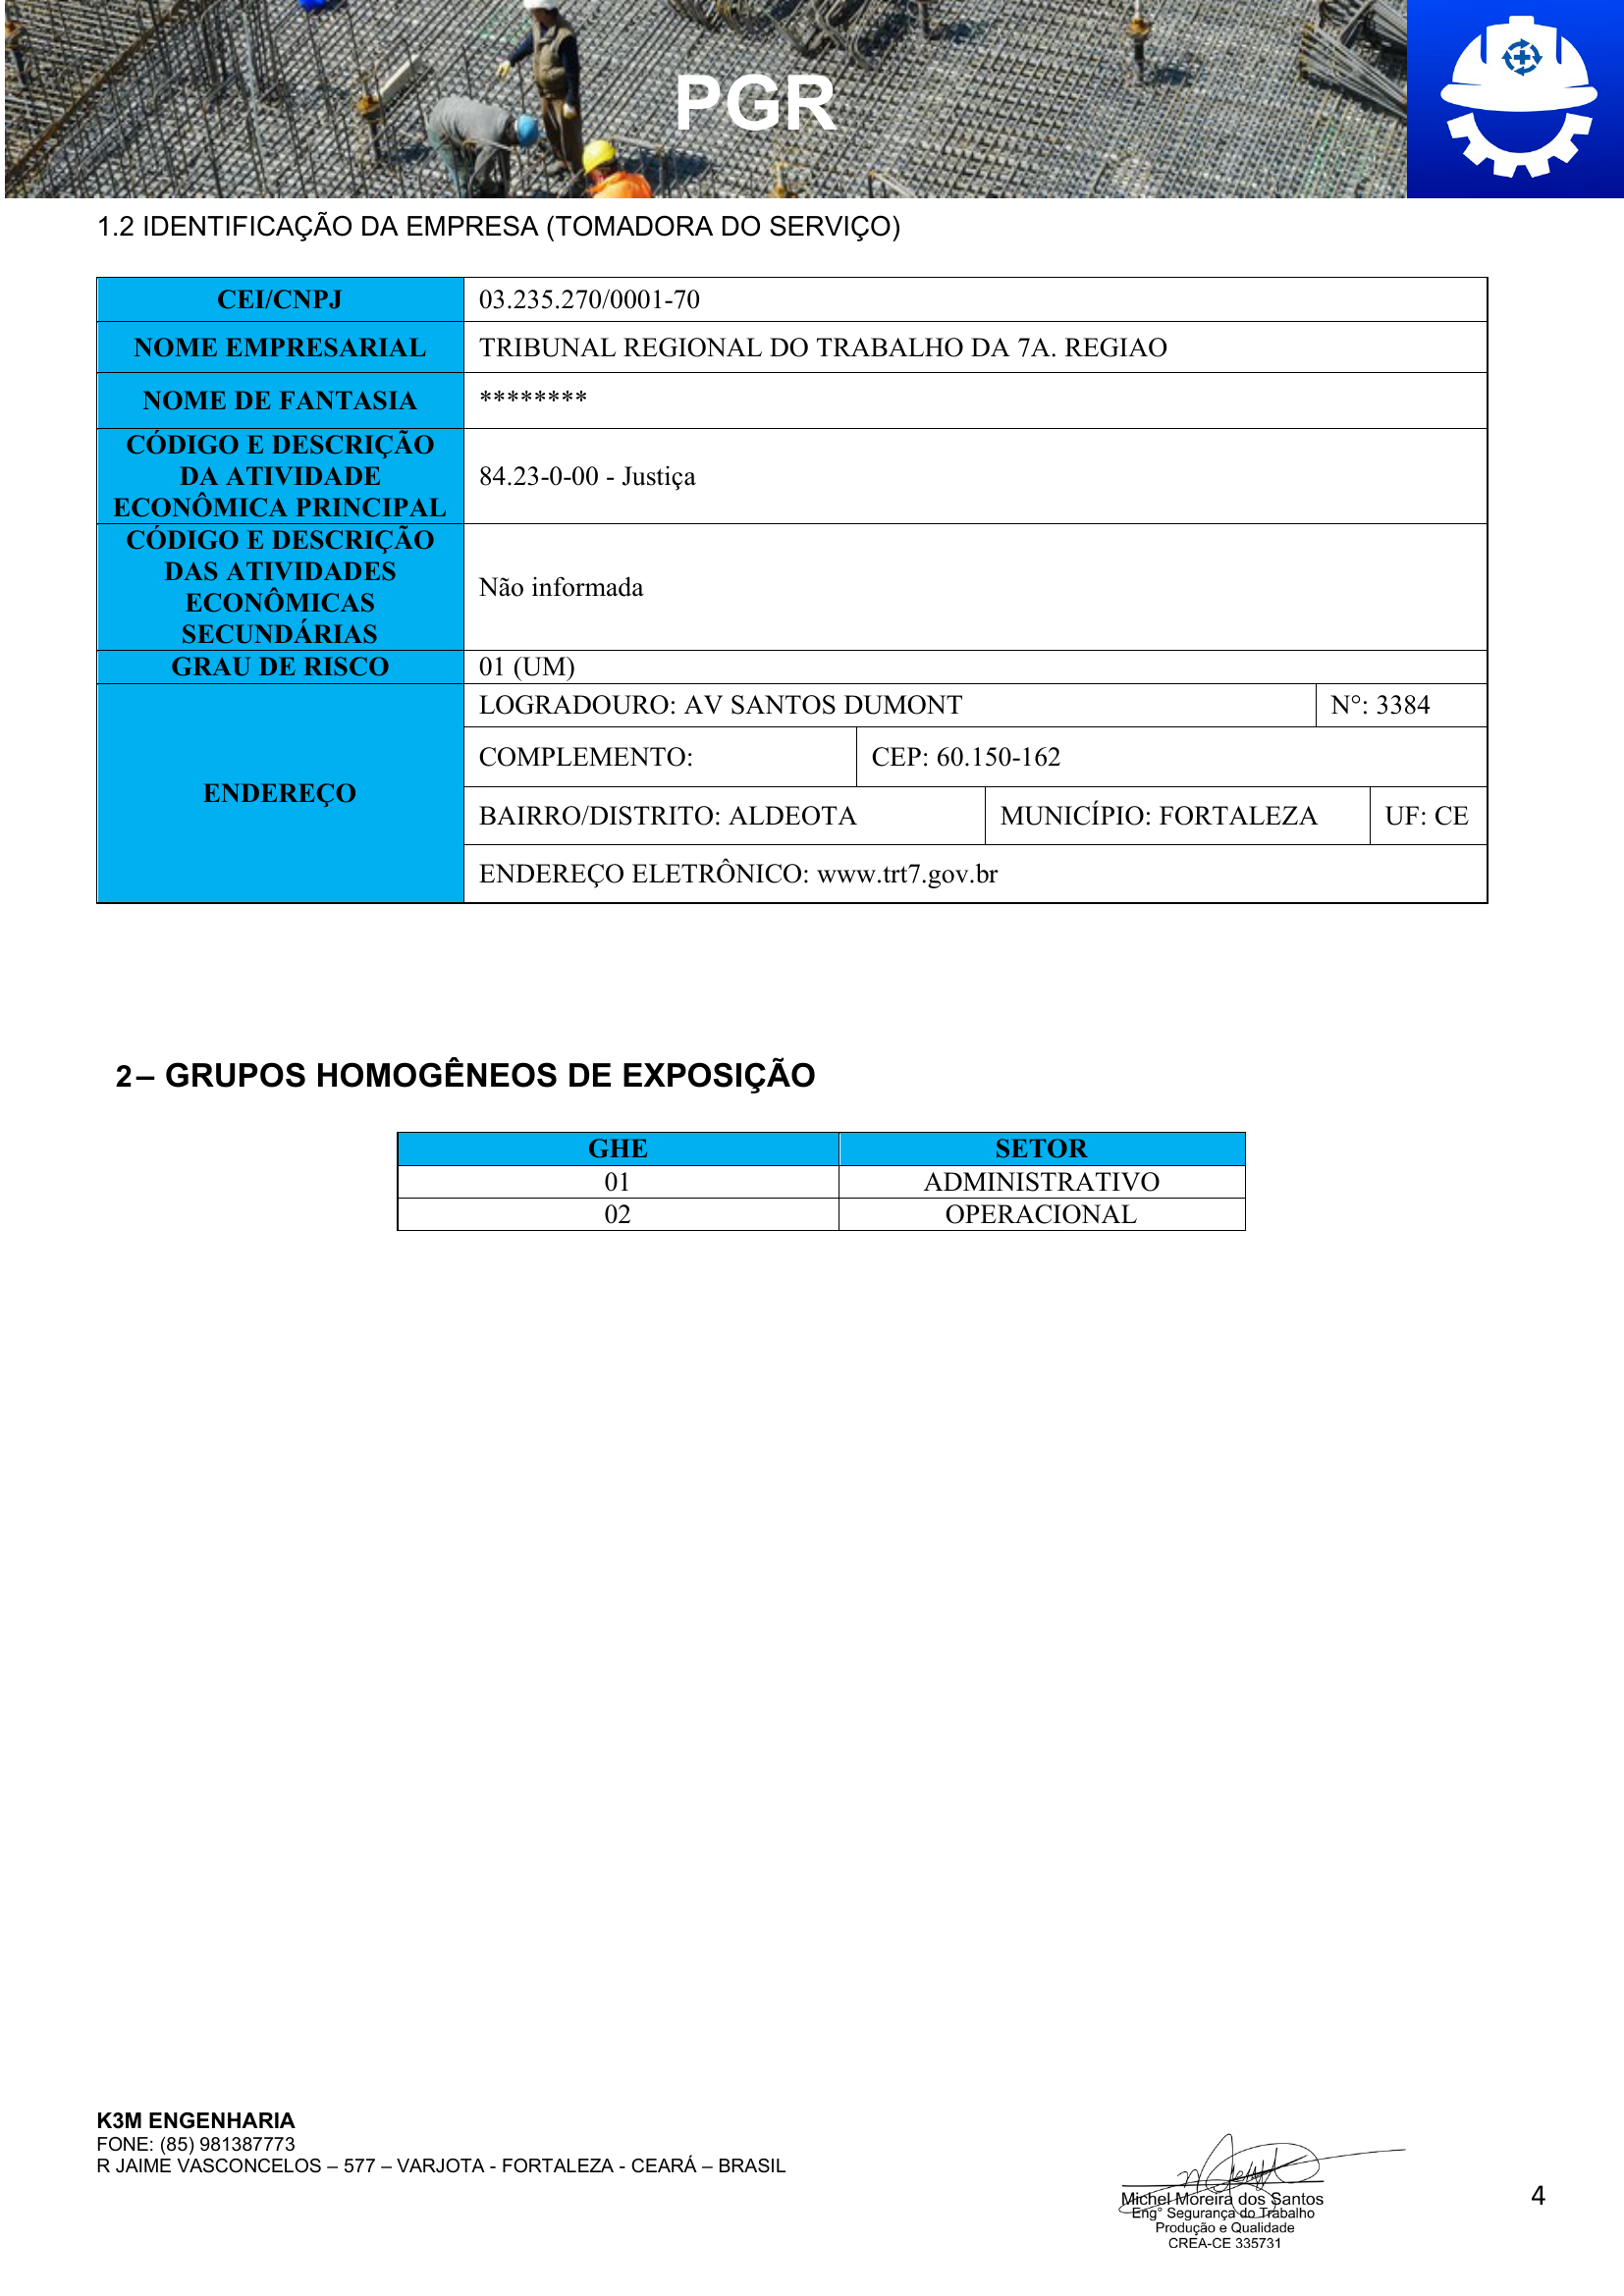 PGR
1.2 IDENTIFICAÇÃO DA EMPRESA (TOMADORA DO SERVIÇO)
CEI/CNPJ
03.235.270/0001-70
NOME EMPRESARIAL
TRIBUNAL REGIONAL DO TRABALHO DA 7A. REGIAO
NOME DE FANTASIA
********
CÓDIGO E DESCRIÇÃO
DA ATIVIDADE
ECONÔMICA PRINCIPAL
84.23-0-00 - Justiça
CÓDIGO E DESCRIÇÃO
DAS ATIVIDADES
ECONÔMICAS
SECUNDÁRIAS
Não informada
GRAU DE RISCO
01 (UM)
ENDEREÇO
LOGRADOURO: AV SANTOS DUMONT
N°: 3384
COMPLEMENTO:
CEP: 60.150-162
BAIRRO/DISTRITO: ALDEOTA
MUNICÍPIO: FORTALEZA
UF: CE
ENDEREÇO ELETRÔNICO: www.trt7.gov.br
2– GRUPOS HOMOGÊNEOS DE EXPOSIÇÃO
GHE
SETOR
01
ADMINISTRATIVO
02
OPERACIONAL
K3M ENGENHARIA
FONE: (85) 981387773
R JAIME VASCONCELOS – 577 – VARJOTA - FORTALEZA - CEARÁ – BRASIL
Michel Moreira dos Santos
Eng° Segurança do Trabalho
Produção e Qualidade
CREA-CE 335731
4